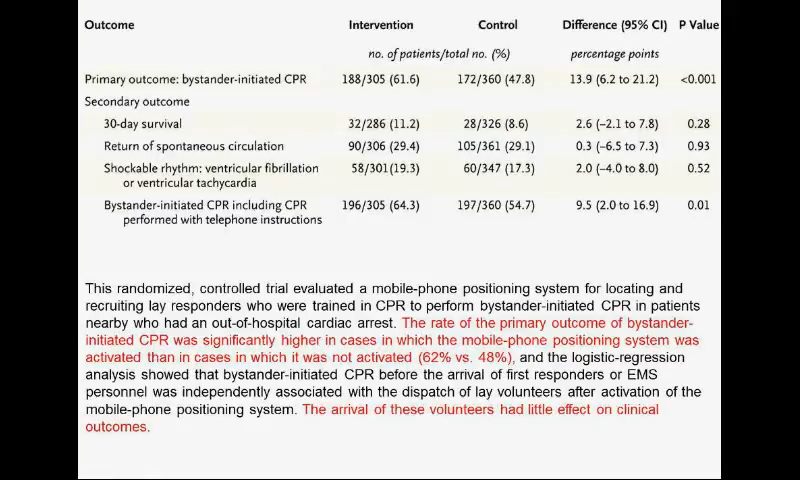 Outcome Intervention Control Difference (95% CI) P Value
no. of patients/total no. (%) percentage points
Primary outcome: bystander-initiated CPR 188/305 (61.6) 172/360 (47.8) 13.9 (6.2 to 21.2) <0.001
Secondary outcome
30-day survival 32/286 (11.2) 28/326 (8.6) 2.6 (−2.1 to 7.8) 0.28
Return of spontaneous circulation 90/306 (29.4) 105/361 (29.1) 0.3 (−6.5 to 7.3) 0.93
Shockable rhythm: ventricular fibrillation 58/301(19.3) 60/347 (17.3) 2.0 (−4.0 to 8.0) 0.52
or ventricular tachycardia
Bystander-initiated CPR including CPR 196/305 (64.3) 197/360 (54.7) 9.5 (2.0 to 16.9) 0.01
performed with telephone instructions
This randomized, controlled trial evaluated a mobile-phone positioning system for locating and
recruiting lay responders who were trained in CPR to perform bystander-initiated CPR in patients
nearby who had an out-of-hospital cardiac arrest. The rate of the primary outcome of bystander-
initiated CPR was significantly higher in cases in which the mobile-phone positioning system was
activated than in cases in which it was not activated (62% vs. 48%), and the logistic-regression
analysis showed that bystander-initiated CPR before the arrival of first responders or EMS
personnel was independently associated with the dispatch of lay volunteers after activation of the
mobile-phone positioning system. The arrival of these volunteers had little effect on clinical
outcomes.